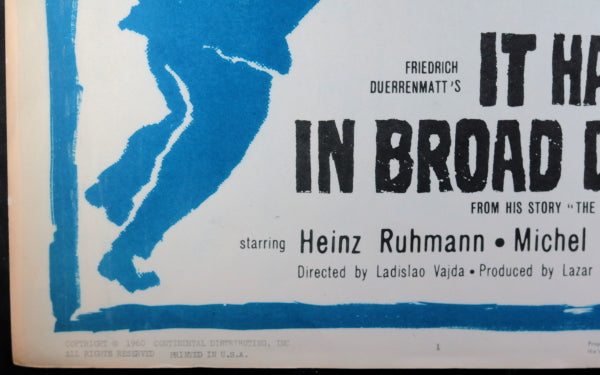 FRIEDRICH
DUERRENMATT'S
IT HA
IN BROAD D
FROM HIS STORY "THE
starring Heinz Ruhmann • Michel
Directed by Ladislao Vajda • Produced by Lazar
COPYRIGHT © 1960 CONTINENTAL DISTRIBUTING, INC
ALL RIGHTS RESERVED PRINTED IN U.S.A.
1